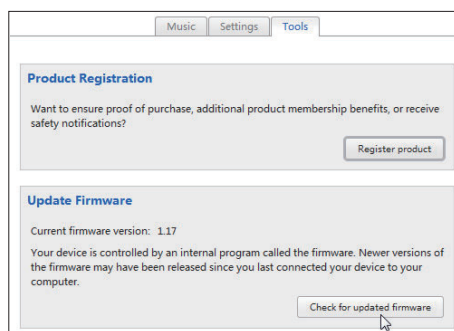 Music Settings Tools
Product Registration
Want to ensure proof of purchase, additional product membership benefits, or receive
safety notifications?
Register product
Update Firmware
Current firmware version: 1.17
Your device is controlled by an internal program called the firmware. Newer versions of
the firmware may have been released since you last connected your device to your
computer.
Check for updated firmware